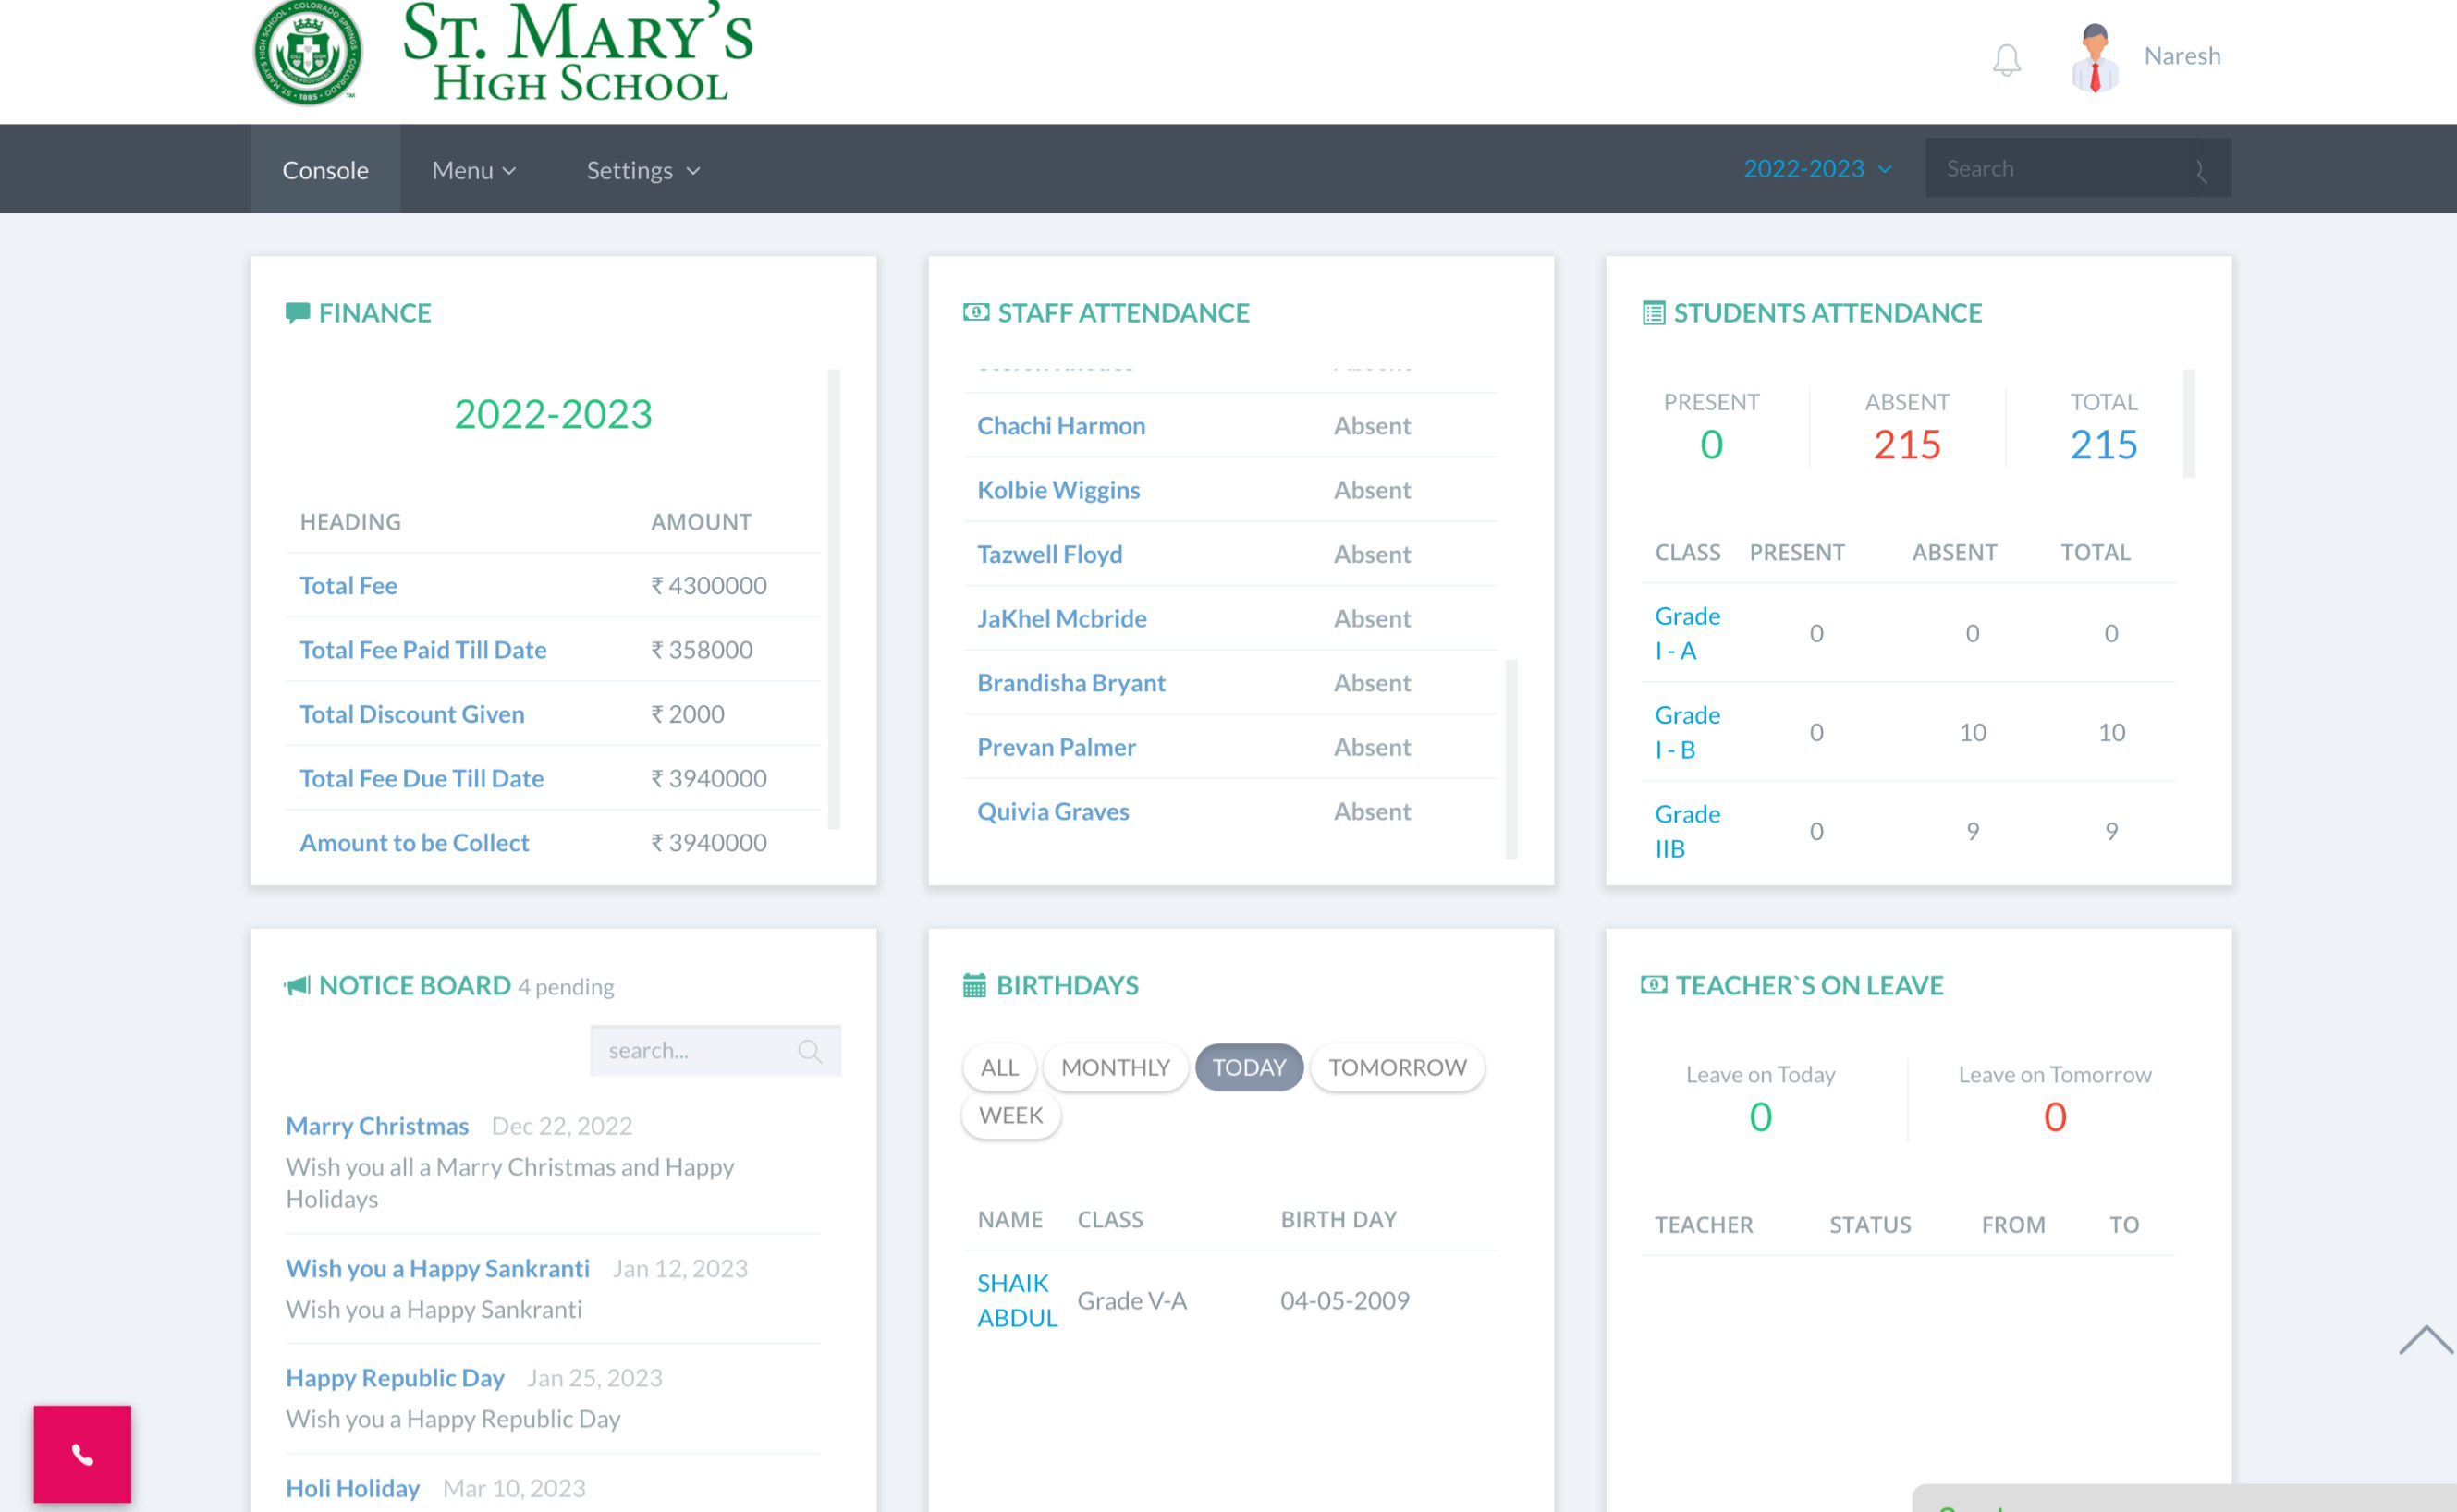 ST. MARY'S
HIGH SCHOOL
Naresh
Console
Menu
Settings
2022-2023
Search
FINANCE
2022-2023
HEADING AMOUNT
Total Fee ₹ 4300000
Total Fee Paid Till Date ₹ 358000
Total Discount Given ₹ 2000
Total Fee Due Till Date ₹ 3940000
Amount to be Collect ₹ 3940000
STAFF ATTENDANCE
Chachi Harmon Absent
Kolbie Wiggins Absent
Tazwell Floyd Absent
JaKhel Mcbride Absent
Brandisha Bryant Absent
Prevan Palmer Absent
Quivia Graves Absent
STUDENTS ATTENDANCE
PRESENT ABSENT TOTAL
0 215 215
CLASS PRESENT ABSENT TOTAL
Grade
I - A 0 0 0
Grade
I - B 0 10 10
Grade
IIB 0 9 9
NOTICE BOARD 4 pending
search...
Marry Christmas Dec 22, 2022
Wish you all a Marry Christmas and Happy
Holidays
Wish you a Happy Sankranti Jan 12, 2023
Wish you a Happy Sankranti
Happy Republic Day Jan 25, 2023
Wish you a Happy Republic Day
Holi Holiday Mar 10, 2023
BIRTHDAYS
ALL MONTHLY TODAY TOMORROW
WEEK
NAME CLASS BIRTH DAY
SHAIK
ABDUL Grade V-A 04-05-2009
TEACHER`S ON LEAVE
Leave on Today Leave on Tomorrow
0 0
TEACHER STATUS FROM TO